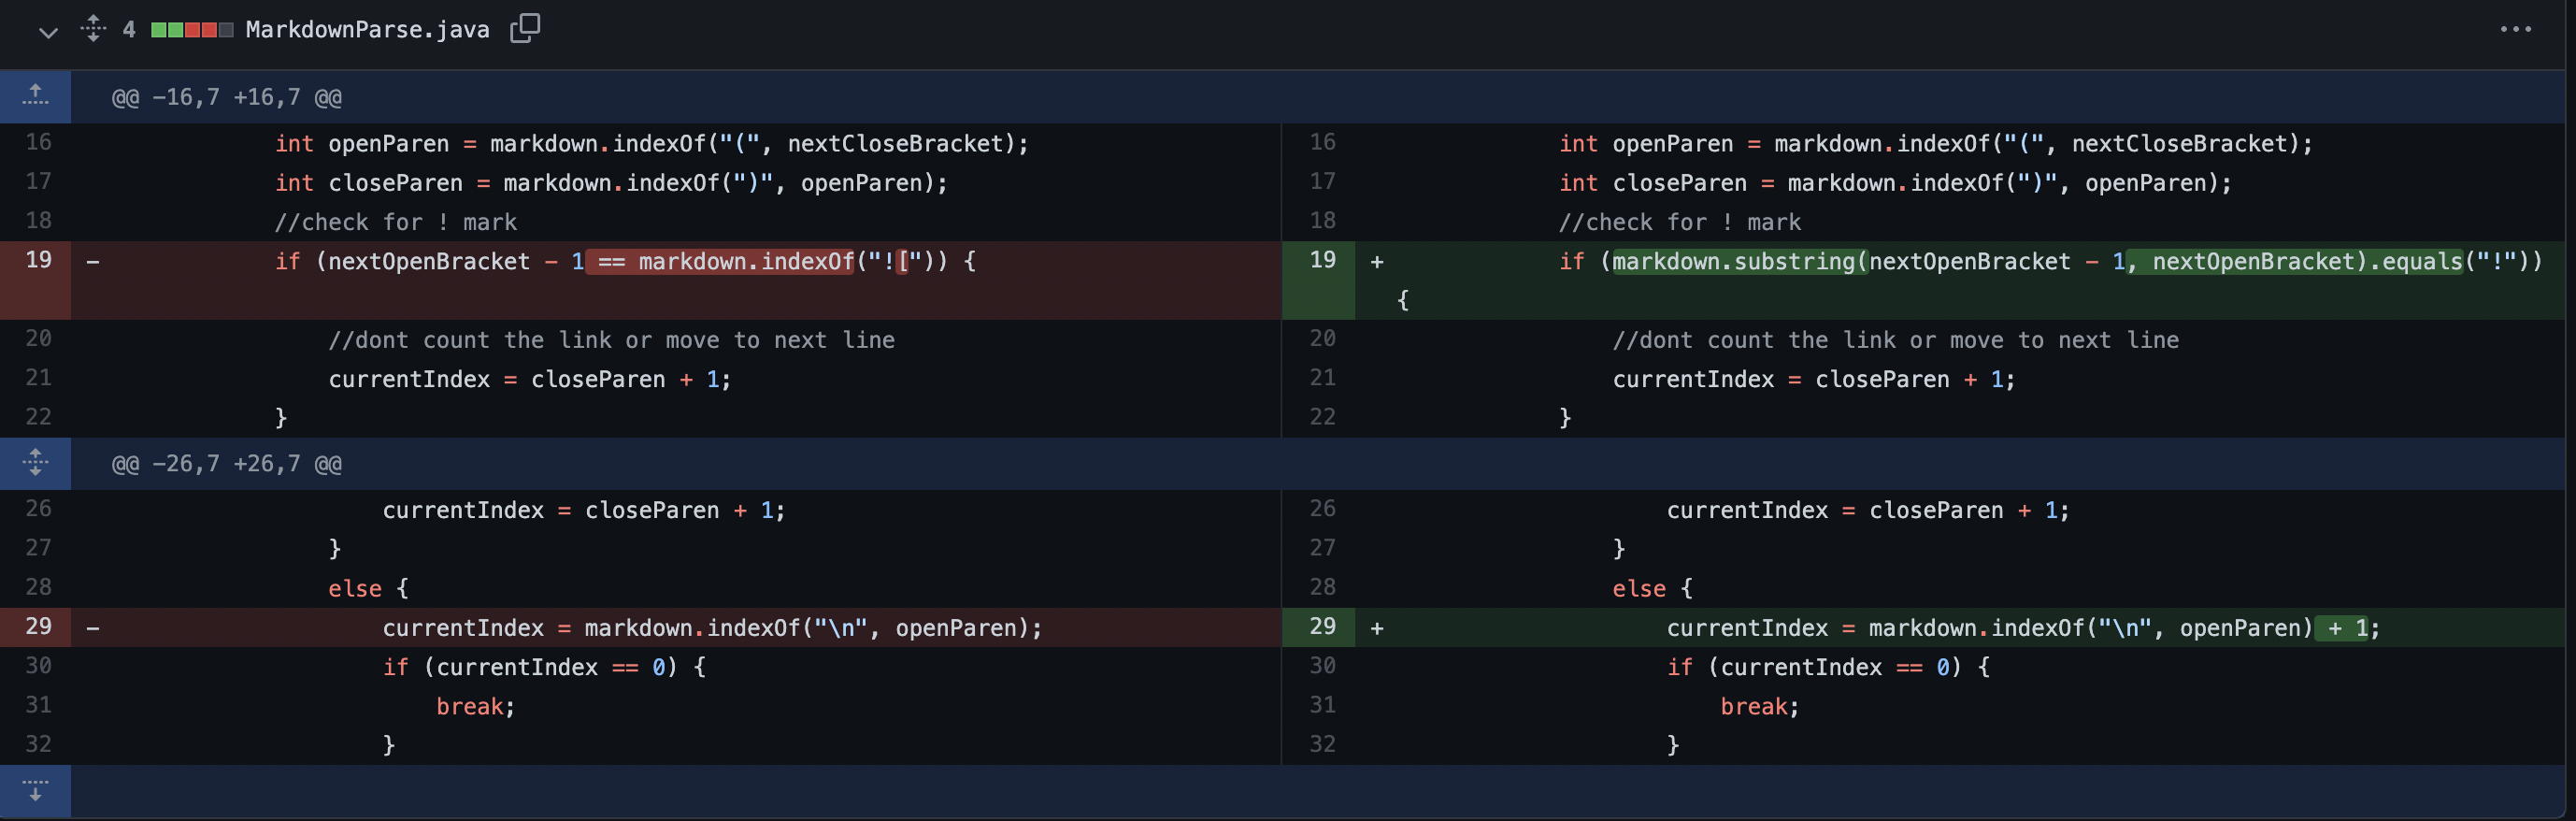 4 MarkdownParse.java
@@ -16,7 +16,7 @@
16 int openParen = markdown.indexOf("(", nextCloseBracket);
17 int closeParen = markdown.indexOf(")", openParen);
18 //check for ! mark
19 - if (nextOpenBracket - 1 == markdown.indexOf("![")) {
20 //dont count the link or move to next line
21 currentIndex = closeParen + 1;
22 }
16 int openParen = markdown.indexOf("(", nextCloseBracket);
17 int closeParen = markdown.indexOf(")", openParen);
18 //check for ! mark
19 + if (markdown.substring(nextOpenBracket - 1, nextOpenBracket).equals("!"))
{
20 //dont count the link or move to next line
21 currentIndex = closeParen + 1;
22 }
@@ -26,7 +26,7 @@
26 currentIndex = closeParen + 1;
27 }
28 else {
29 - currentIndex = markdown.indexOf("\n", openParen);
30 if (currentIndex == 0) {
31 break;
32 }
26 currentIndex = closeParen + 1;
27 }
28 else {
29 + currentIndex = markdown.indexOf("\n", openParen) + 1;
30 if (currentIndex == 0) {
31 break;
32 }